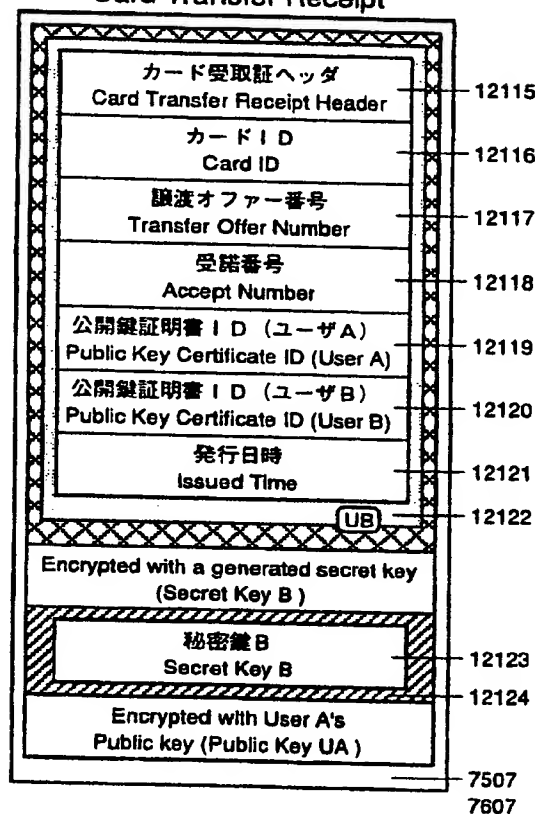 Card Transfer Receipt
カード受取証ヘッダ
Card Transfer Receipt Header
12115
カードID
Card ID
12116
譲渡オファー番号
Transfer Offer Number
12117
受諾番号
Accept Number
12118
公開鍵証明書ID（ユーザA）
Public Key Certificate ID (User A)
12119
公開鍵証明書ID（ユーザB）
Public Key Certificate ID (User B)
12120
発行日時
Issued Time
12121
UB
12122
Encrypted with a generated secret key
(Secret Key B )
秘密鍵B
Secret Key B
12123
12124
Encrypted with User A's
Public key (Public Key UA )
7507
7607